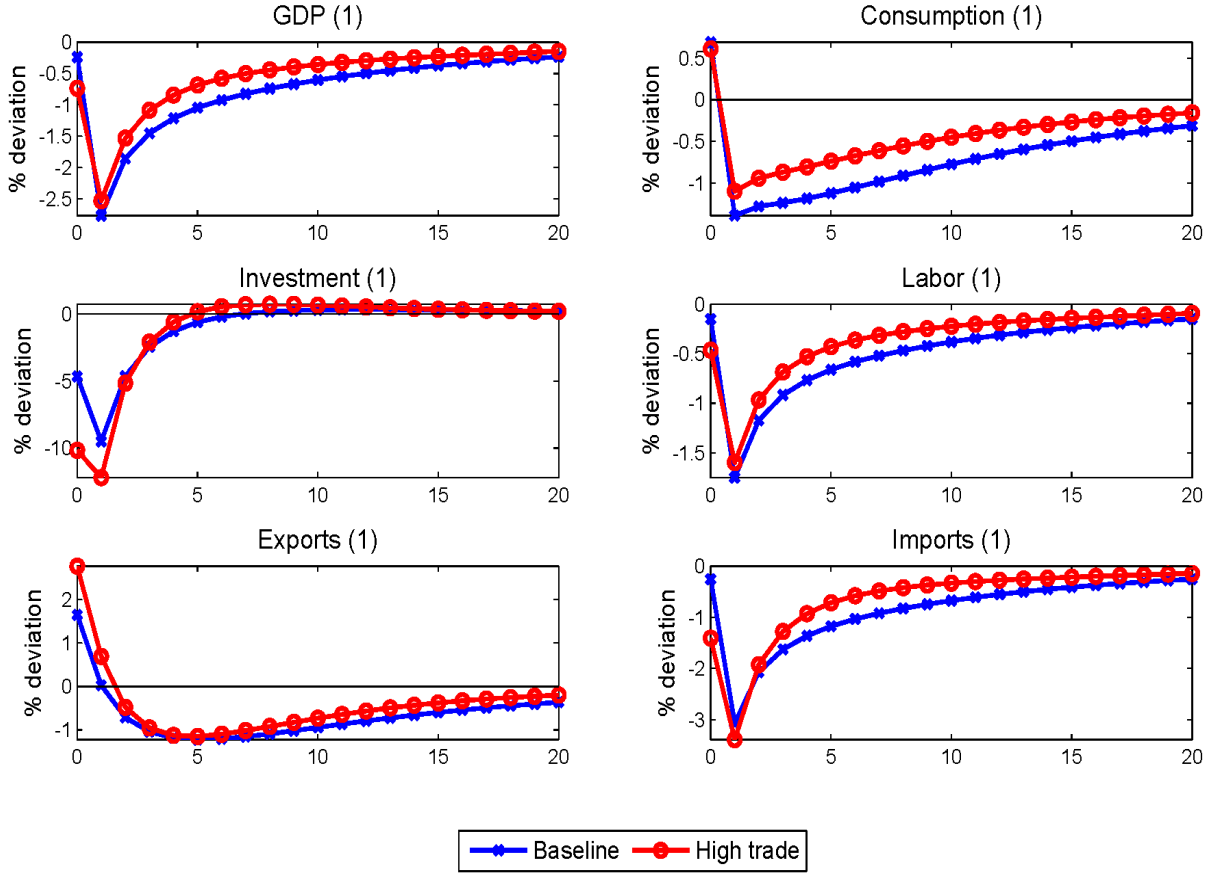 GDP (1)
% deviation
0
-0.5
-1
-1.5
-2
-2.5
0 5 10 15 20
Consumption (1)
% deviation
0.5
0
-0.5
-1
0 5 10 15 20
Investment (1)
% deviation
0
-5
-10
0 5 10 15 20
Labor (1)
% deviation
0
-0.5
-1
-1.5
0 5 10 15 20
Exports (1)
% deviation
2
1
0
-1
0 5 10 15 20
Imports (1)
% deviation
0
-1
-2
-3
0 5 10 15 20
Baseline High trade